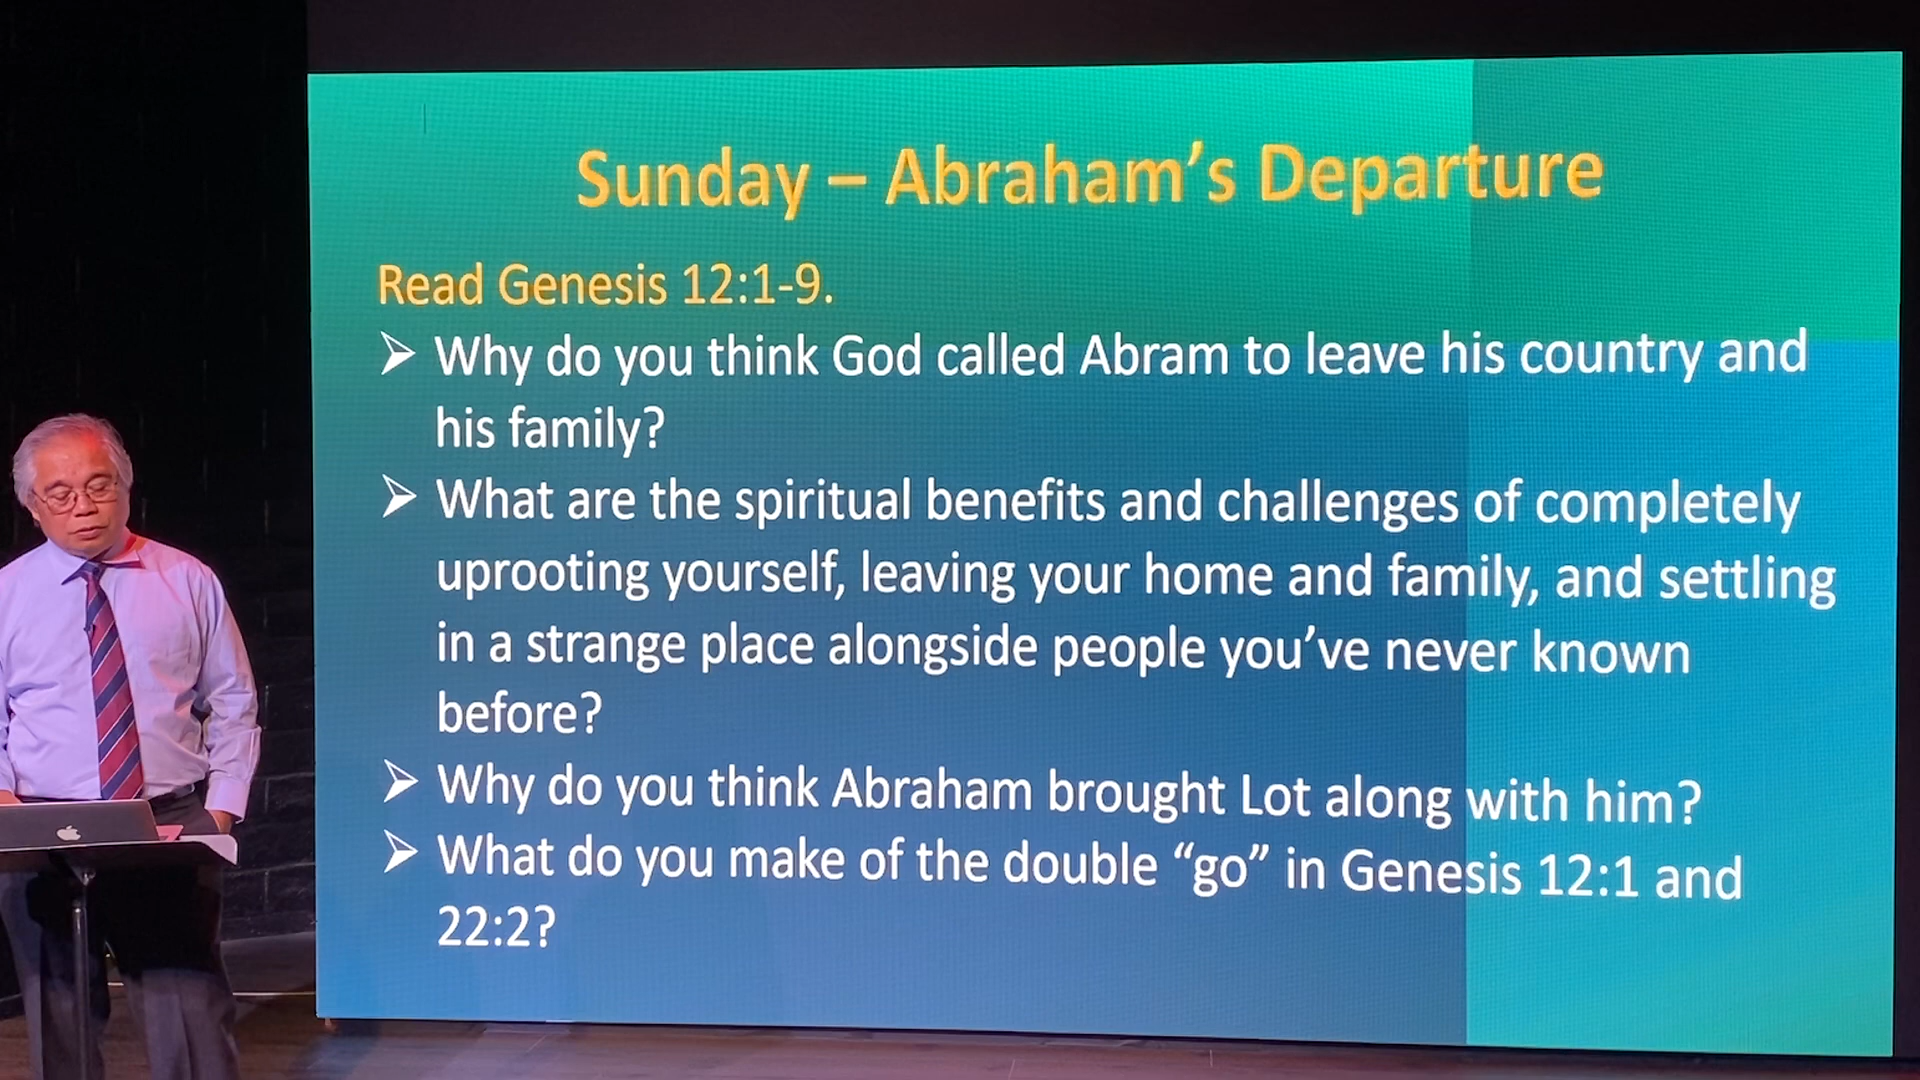 Sunday – Abraham’s Departure
Read Genesis 12:1-9.
➢ Why do you think God called Abram to leave his country and
his family?
➢ What are the spiritual benefits and challenges of completely
uprooting yourself, leaving your home and family, and settling
in a strange place alongside people you’ve never known
before?
➢ Why do you think Abraham brought Lot along with him?
➢ What do you make of the double “go” in Genesis 12:1 and
22:2?